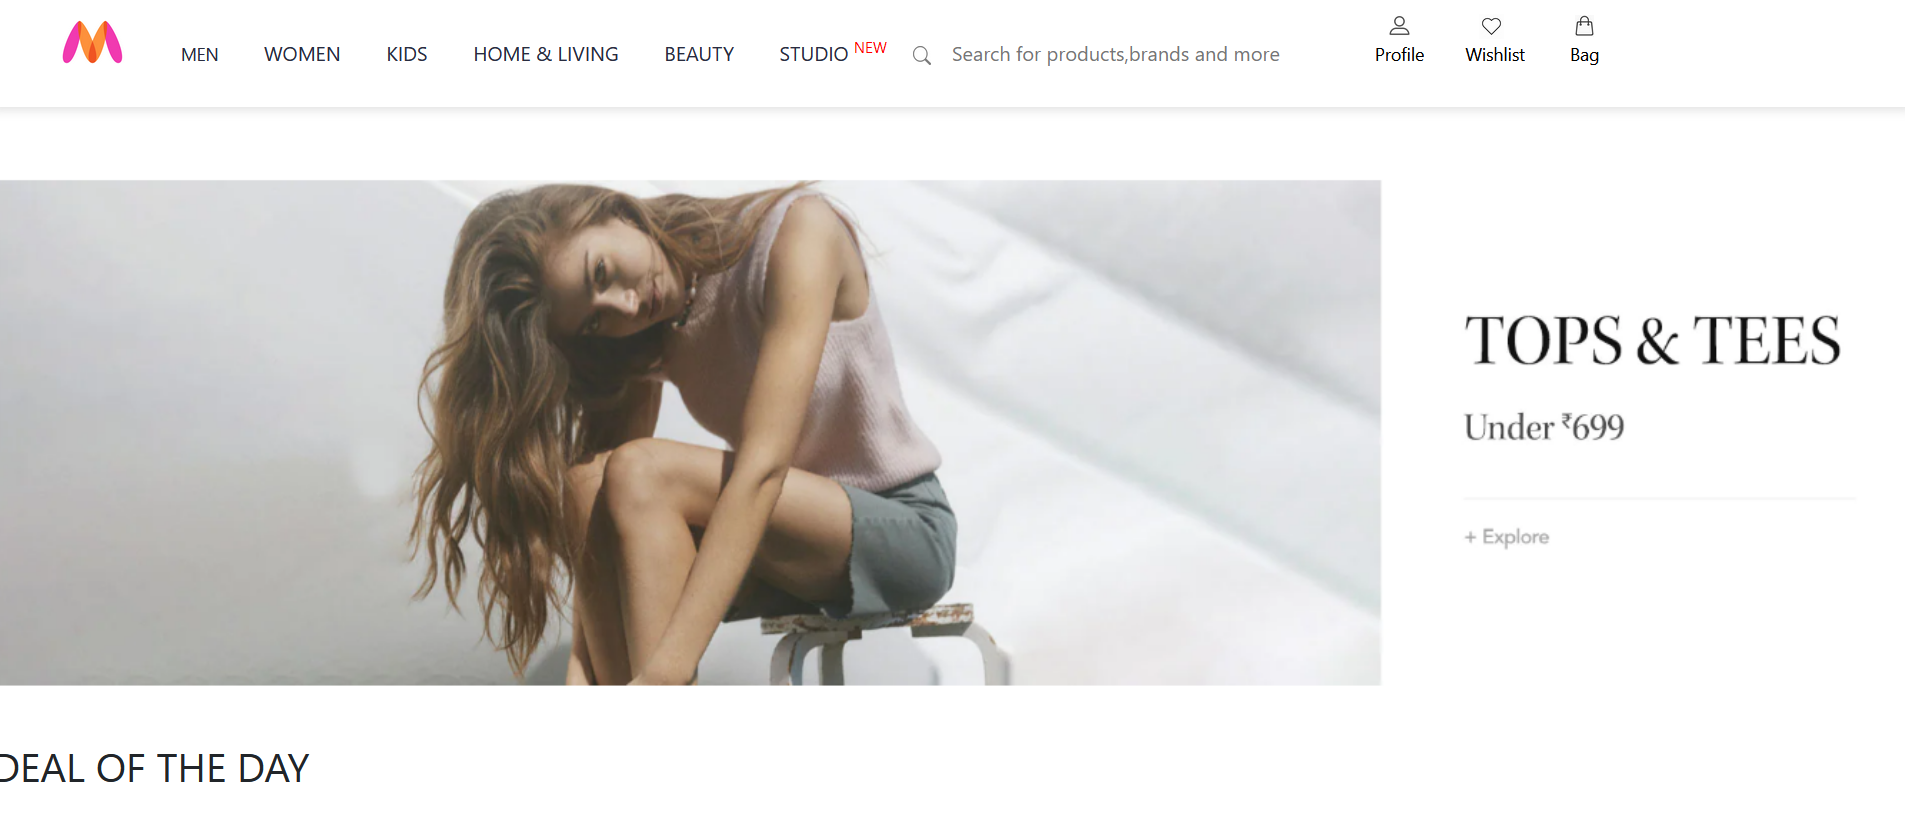 MEN WOMEN KIDS HOME & LIVING BEAUTY STUDIO NEW Search for products,brands and more Profile Wishlist Bag
TOPS & TEES
Under ₹699
+ Explore
DEAL OF THE DAY